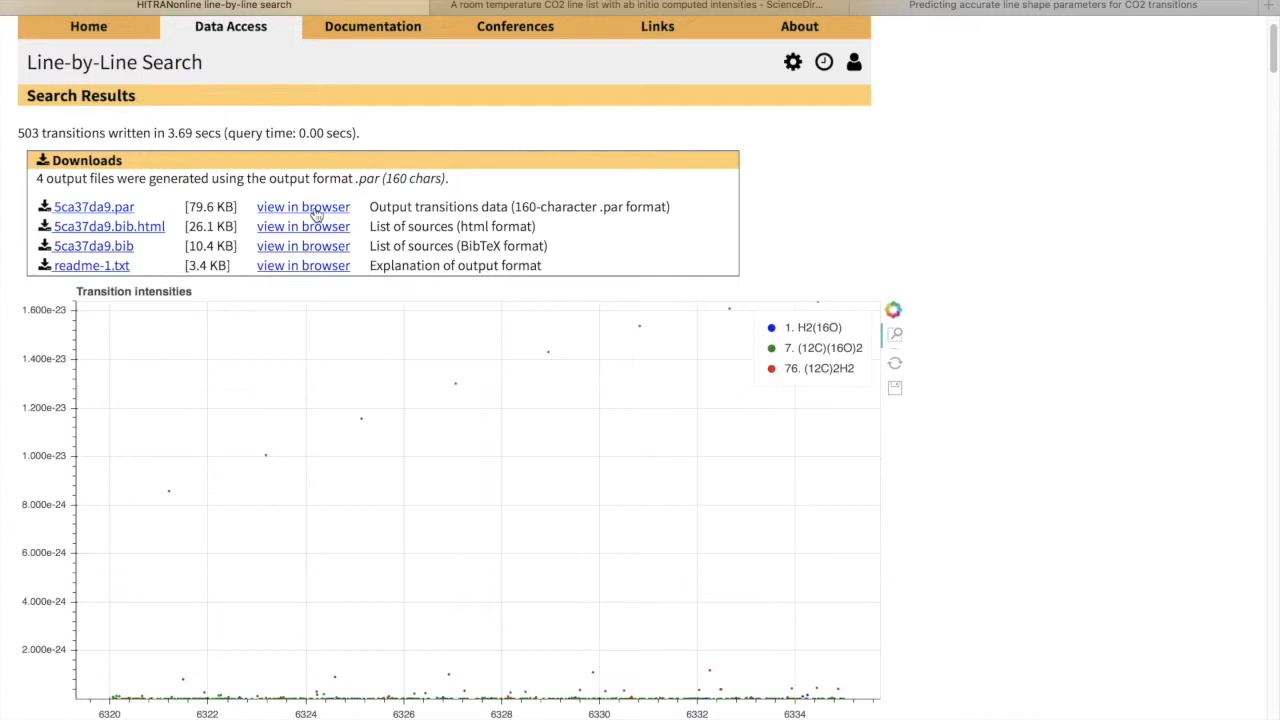 HITRANonline line-by-line search
A room temperature CO2 line list with ab initio computed intensities - ScienceDir...
Predicting accurate line shape parameters for CO2 transitions
Home Data Access Documentation Conferences Links About
Line-by-Line Search
Search Results
503 transitions written in 3.69 secs (query time: 0.00 secs).
Downloads
4 output files were generated using the output format .par (160 chars).
5ca37da9.par [79.6 KB] view in browser Output transitions data (160-character .par format)
5ca37da9.bib.html [26.1 KB] view in browser List of sources (html format)
5ca37da9.bib [10.4 KB] view in browser List of sources (BibTeX format)
readme-1.txt [3.4 KB] view in browser Explanation of output format
Transition intensities
1.600e-23
1. H2(16O)
7. (12C)(16O)2
1.400e-23
76. (12C)2H2
1.200e-23
1.000e-23
8.000e-24
6.000e-24
4.000e-24
2.000e-24
6320 6322 6324 6326 6328 6330 6332 6334